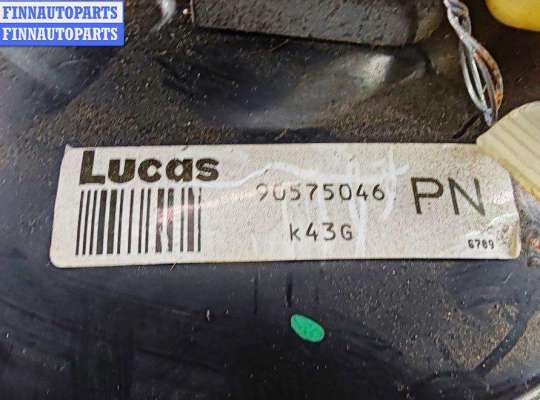 FINNAUTOPARTS
FINNAUTOPARTS
Lucas
90575046 PN
k43G
6789